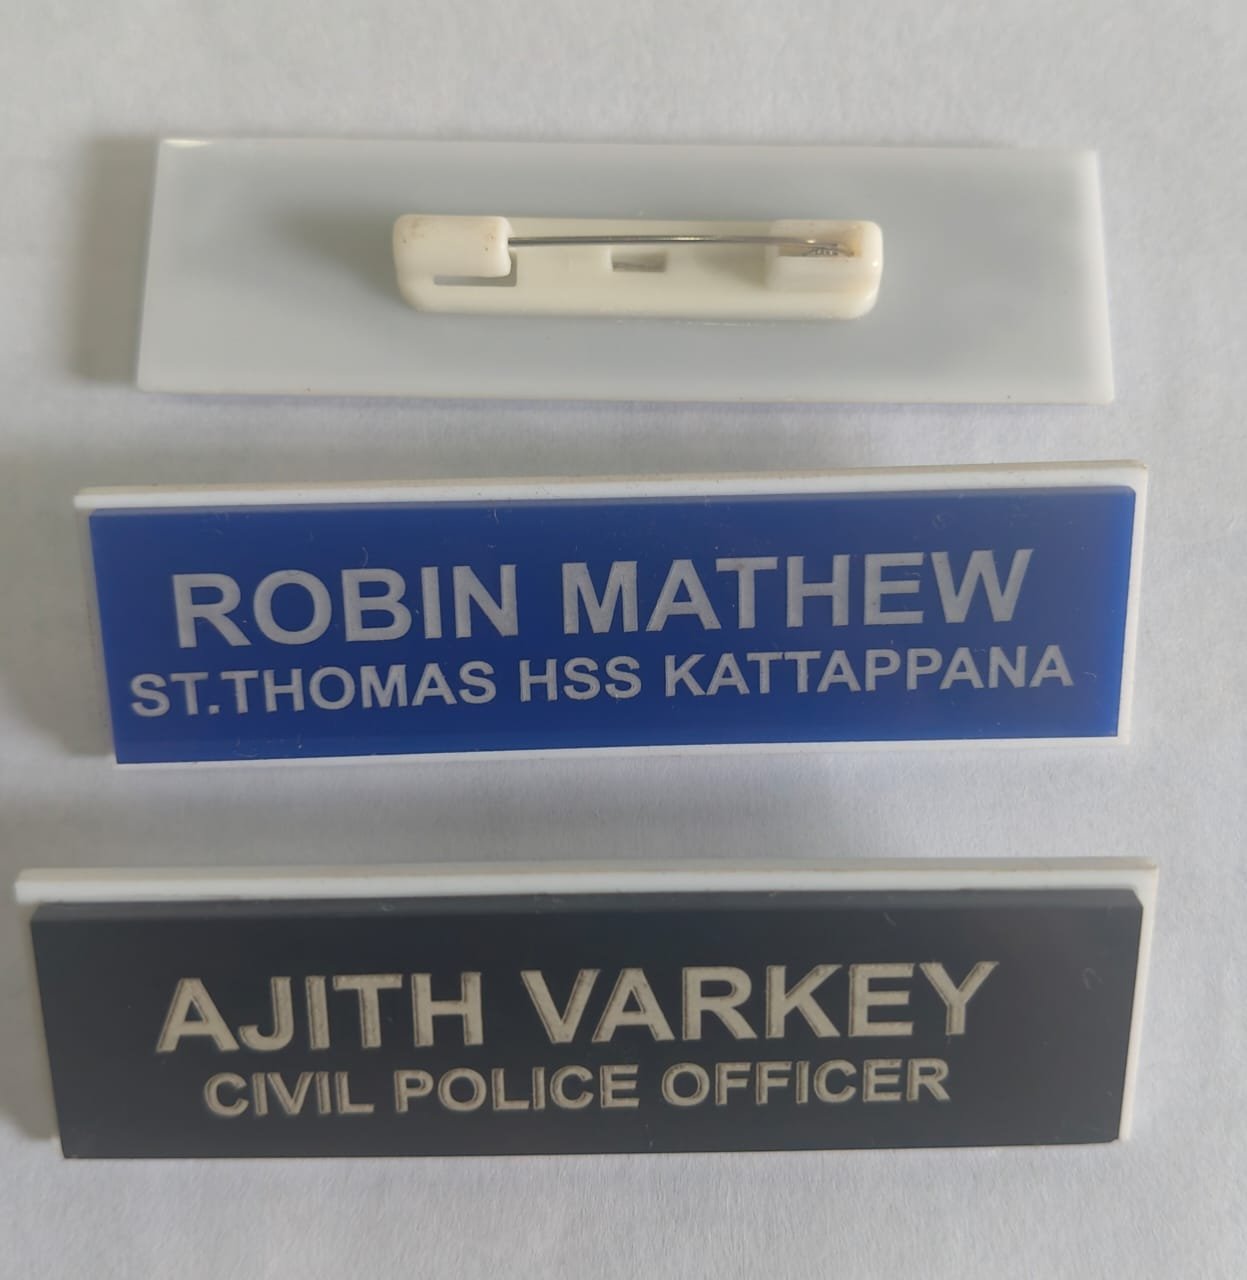 ROBIN MATHEW
ST.THOMAS HSS KATTAPPANA
AJITH VARKEY
CIVIL POLICE OFFICER